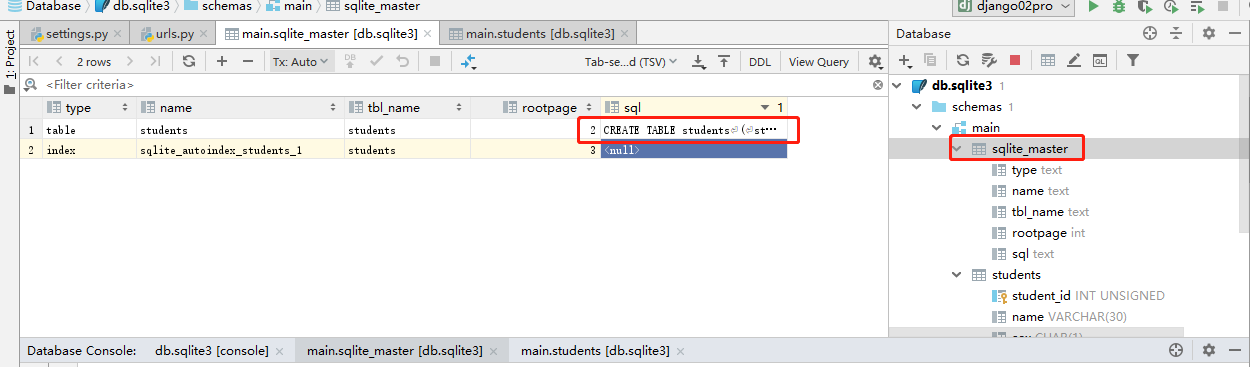 Database db.sqlite3 schemas main sqlite_master django02pro
1: Project
settings.py urls.py main.sqlite_master [db.sqlite3] main.students [db.sqlite3]
2 rows Tx: Auto DB Tab-se...d (TSV) DDL View Query
<Filter criteria>
type name tbl_name rootpage sql 1
1 table students students 2 CREATE TABLE students (st…
2 index sqlite_autoindex_students_1 students 3 <null>
Database
QL
db.sqlite3 1
schemas 1
main
sqlite_master
type text
name text
tbl_name text
rootpage int
sql text
students
student_id INT UNSIGNED
name VARCHAR(30)
Database Console: db.sqlite3 [console] main.sqlite_master [db.sqlite3] main.students [db.sqlite3]